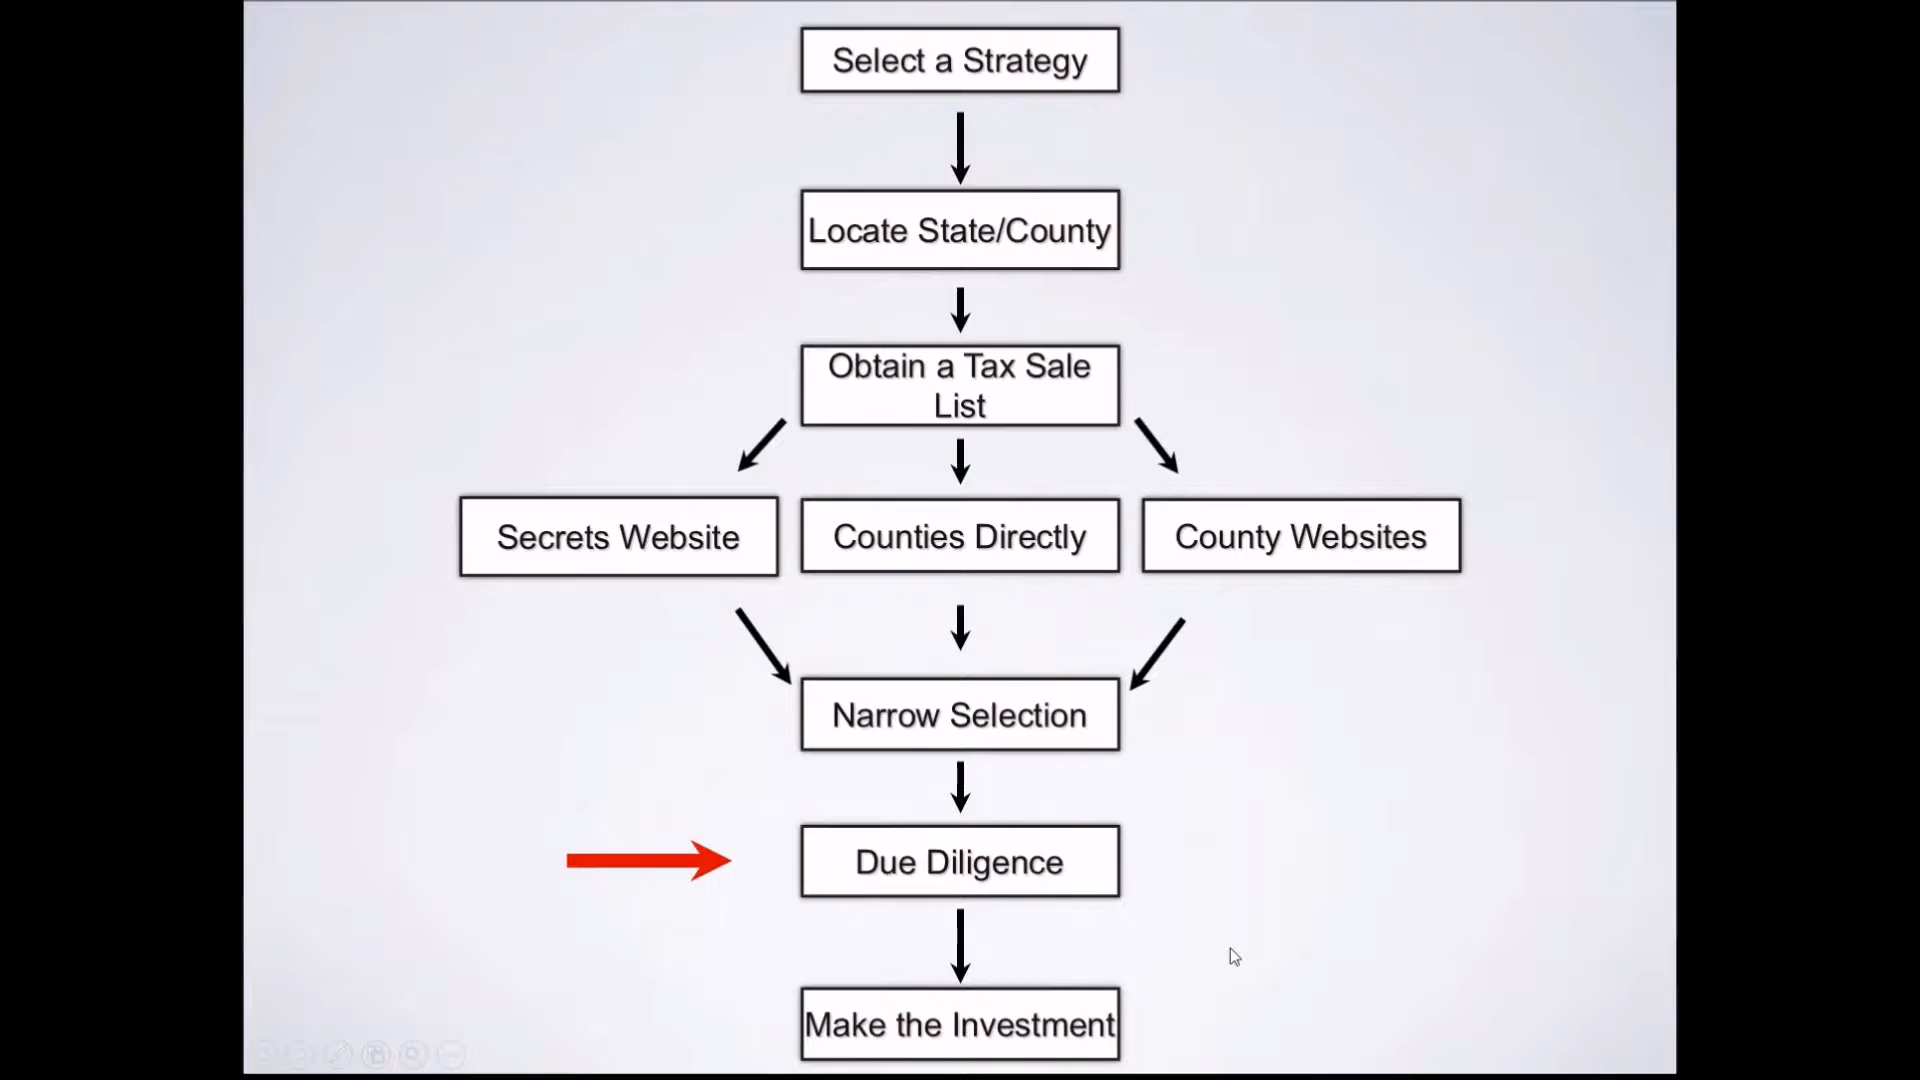 Select a Strategy
Locate State/County
Obtain a Tax Sale
List
Secrets Website
Counties Directly
County Websites
Narrow Selection
Due Diligence
Make the Investment